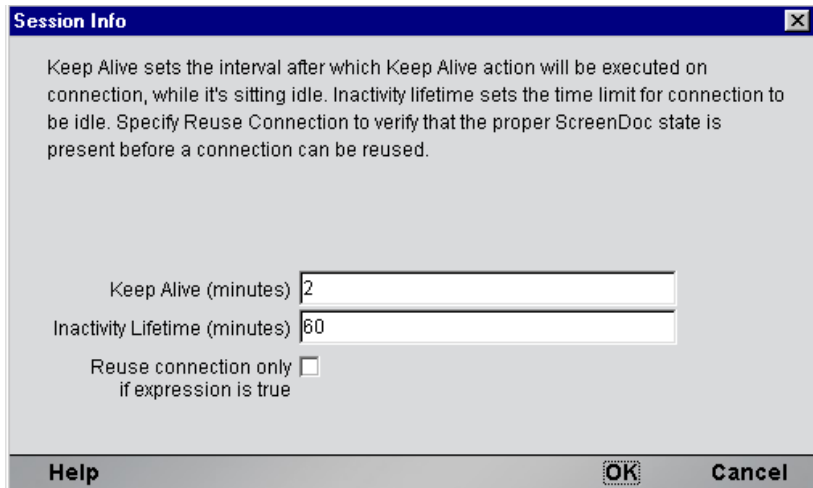 Session Info
Keep Alive sets the interval after which Keep Alive action will be executed on
connection, while it's sitting idle. Inactivity lifetime sets the time limit for connection to
be idle. Specify Reuse Connection to verify that the proper ScreenDoc state is
present before a connection can be reused.
Keep Alive (minutes) 2
Inactivity Lifetime (minutes) 60
Reuse connection only
if expression is true
Help OK Cancel